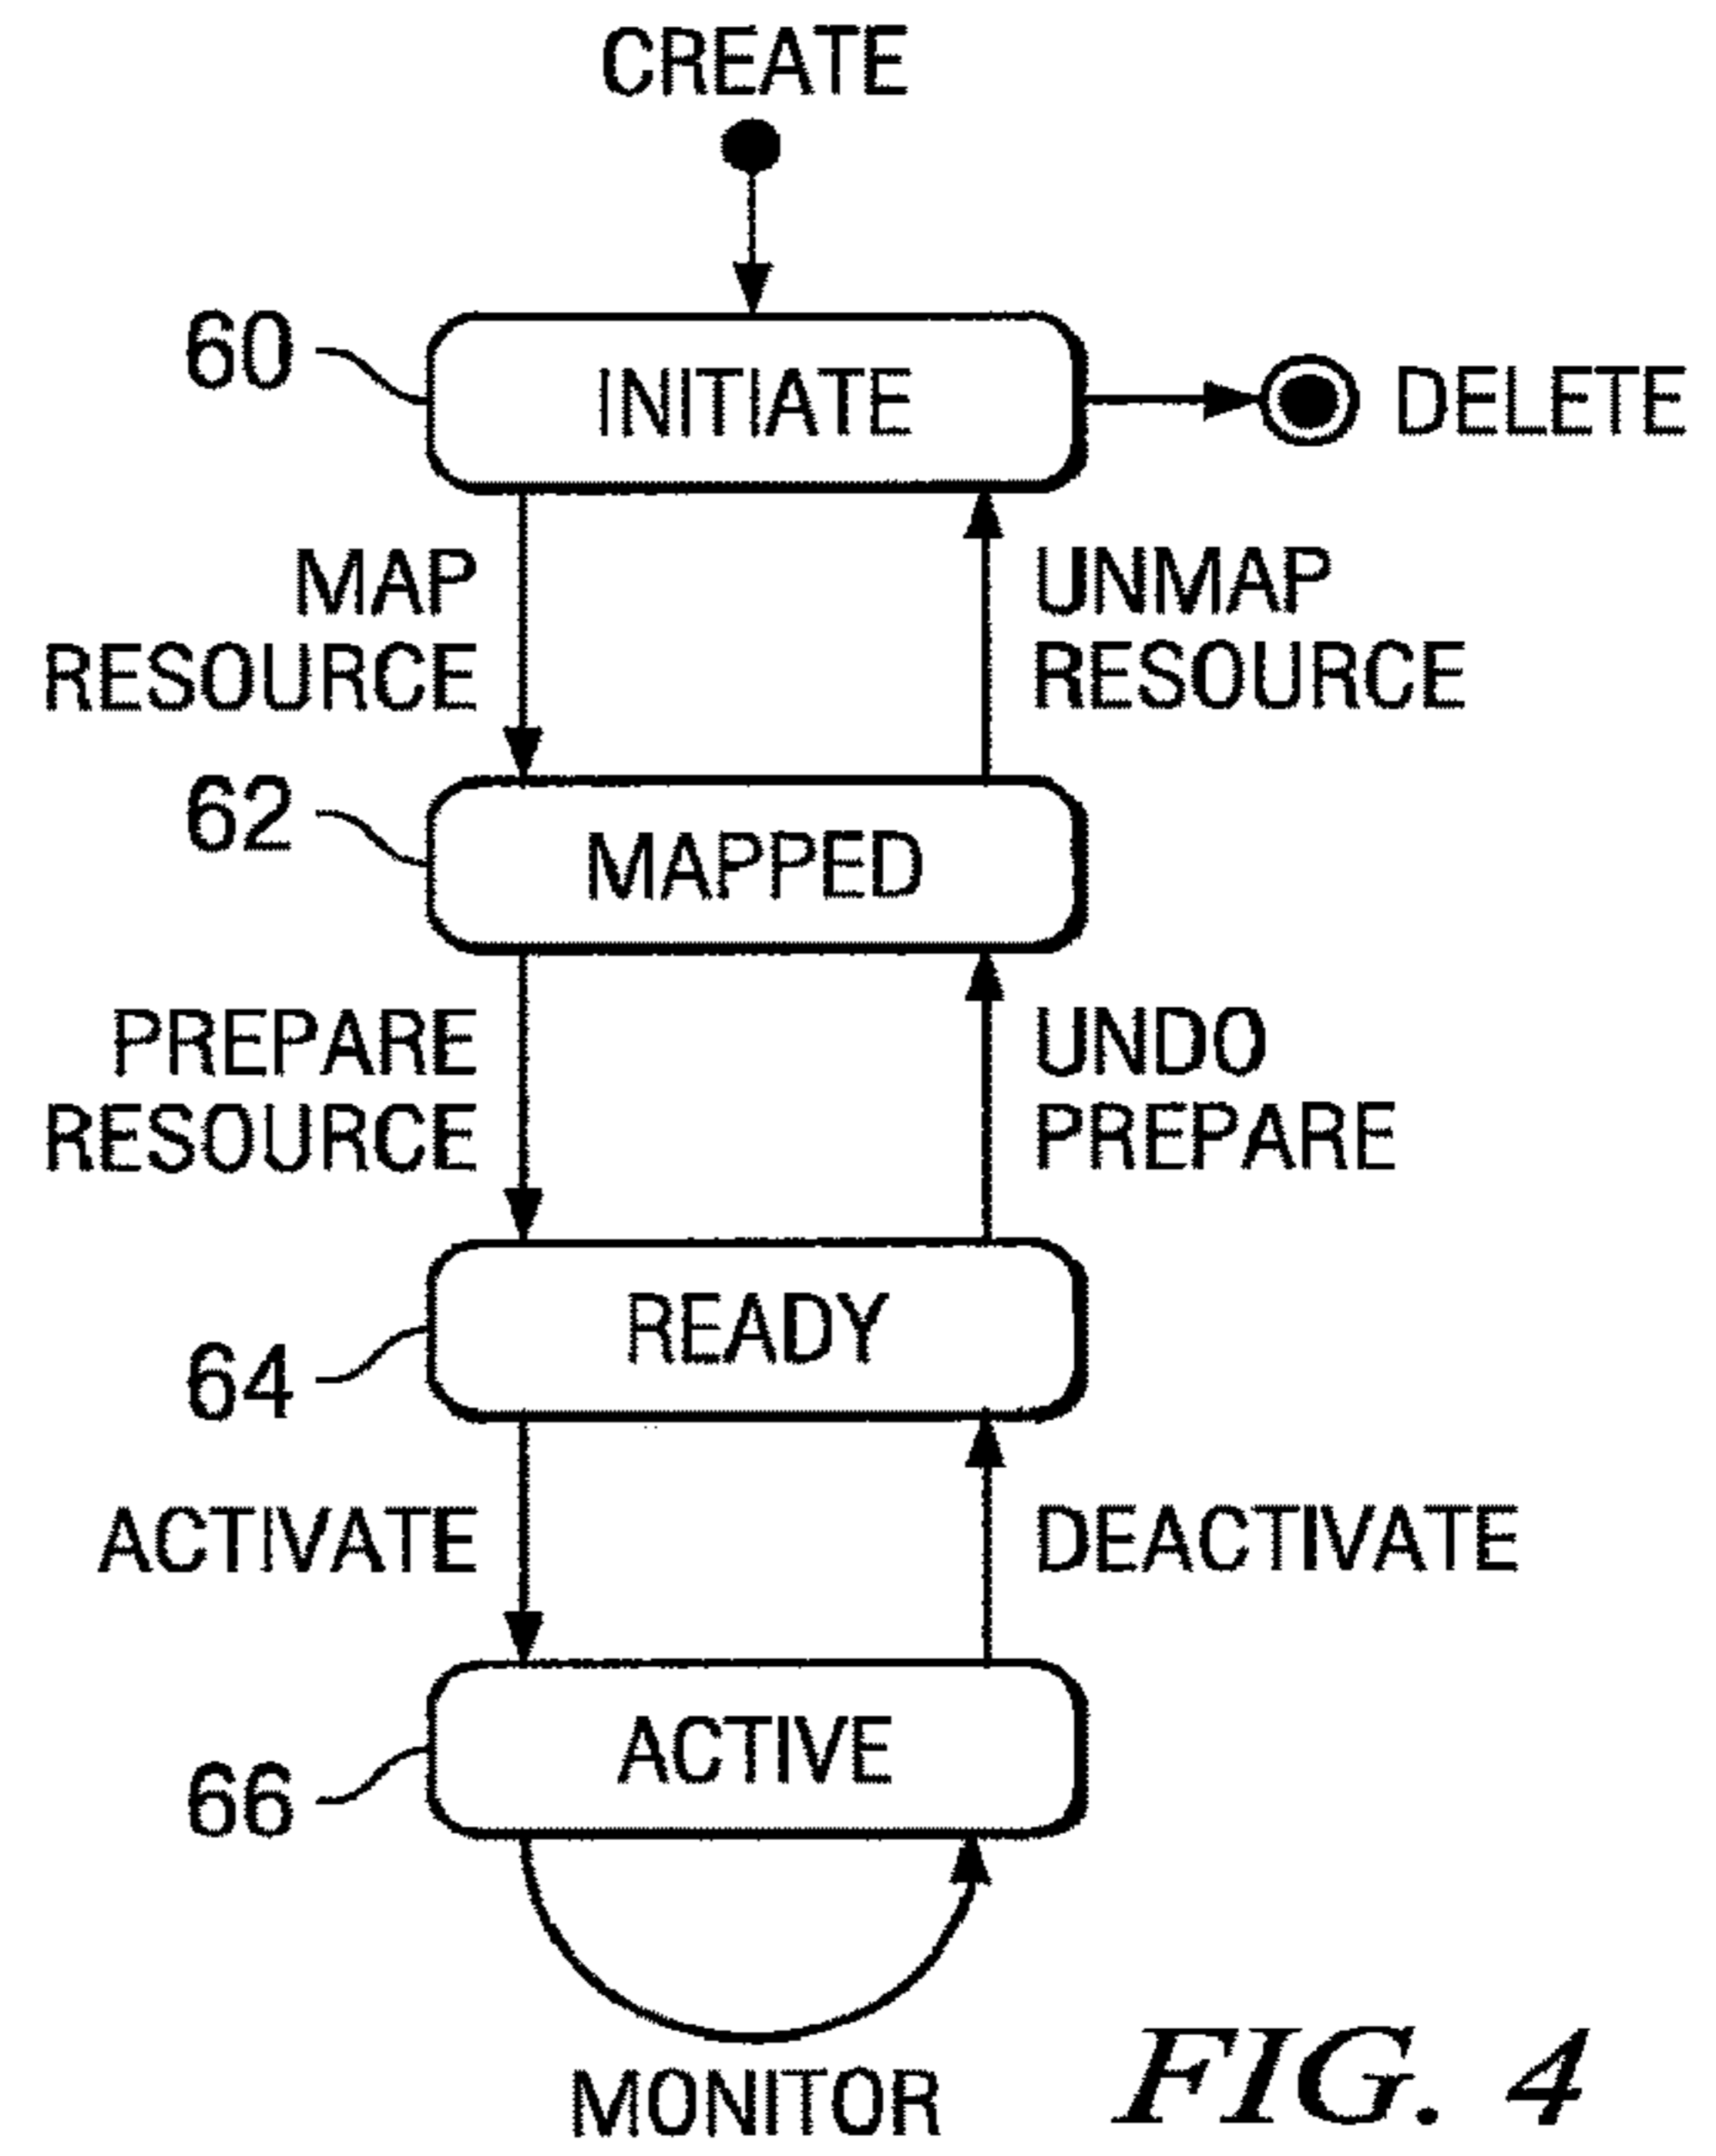 CREATE
60
INITIATE
DELETE
MAP
RESOURCE
UNMAP
RESOURCE
62
MAPPED
PREPARE
RESOURCE
UNDO
PREPARE
READY
64
ACTIVATE
DEACTIVATE
ACTIVE
66
MONITOR
FIG. 4